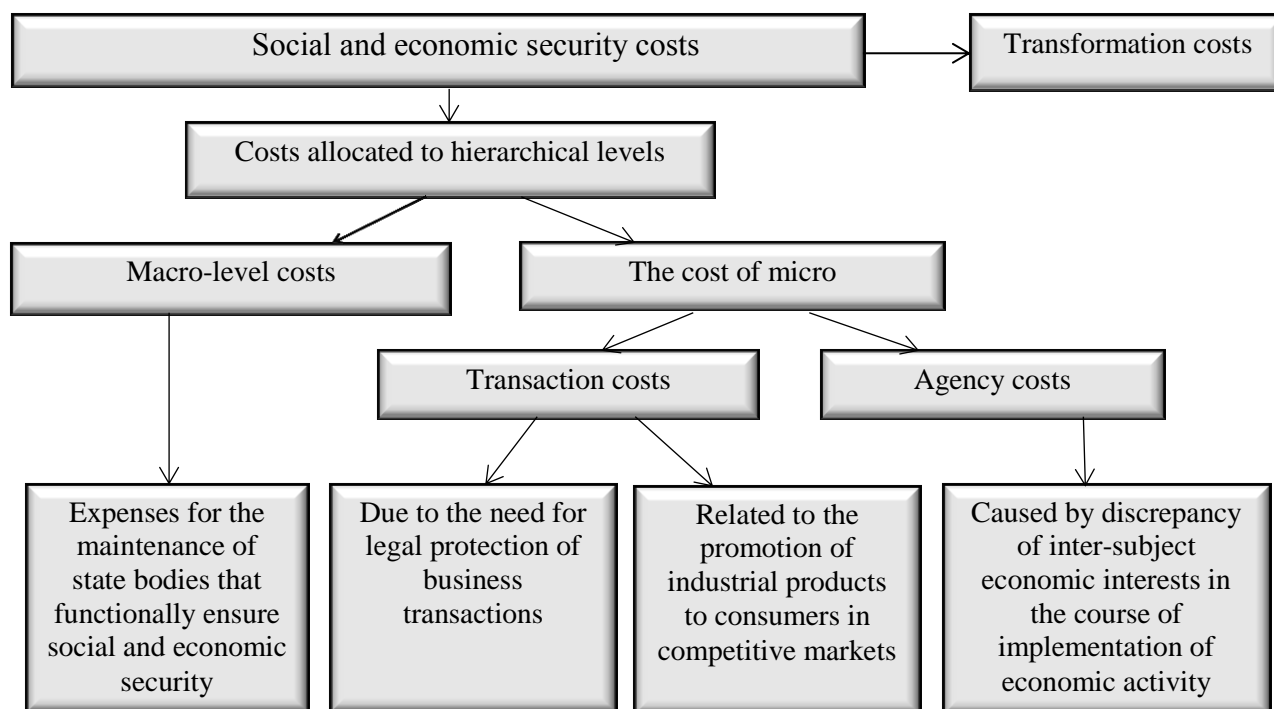 Social and economic security costs
Transformation costs
Costs allocated to hierarchical levels
Macro-level costs
The cost of micro
Transaction costs
Agency costs
Expenses for the
maintenance of
state bodies that
functionally ensure
social and economic
security
Due to the need for
legal protection of
business
transactions
Related to the
promotion of
industrial products
to consumers in
competitive markets
Caused by discrepancy
of inter-subject
economic interests in
the course of
implementation of
economic activity